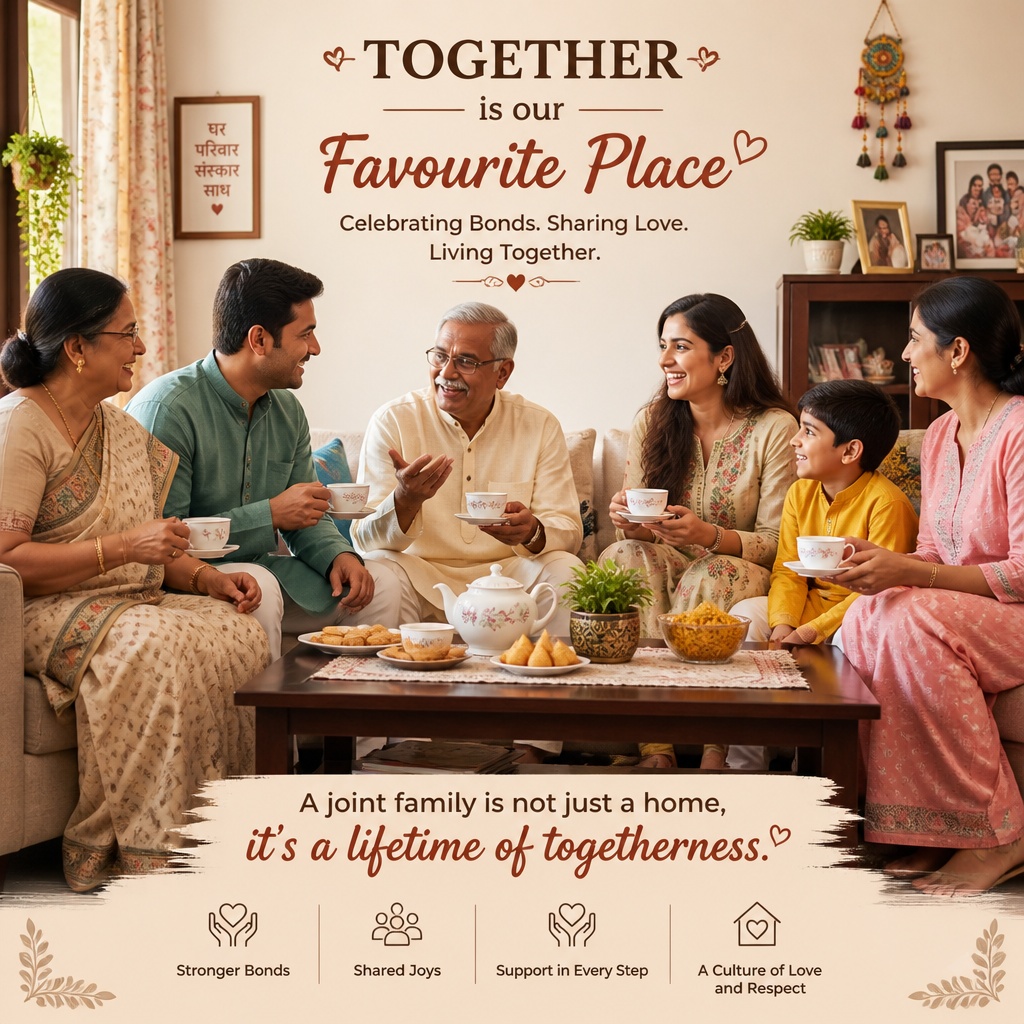 TOGETHER
is our
Favourite Place
Celebrating Bonds. Sharing Love.
Living Together.
घर
परिवार
संस्कार
साथ
A joint family is not just a home,
it's a lifetime of togetherness.
Stronger Bonds
Shared Joys
Support in Every Step
A Culture of Love
and Respect